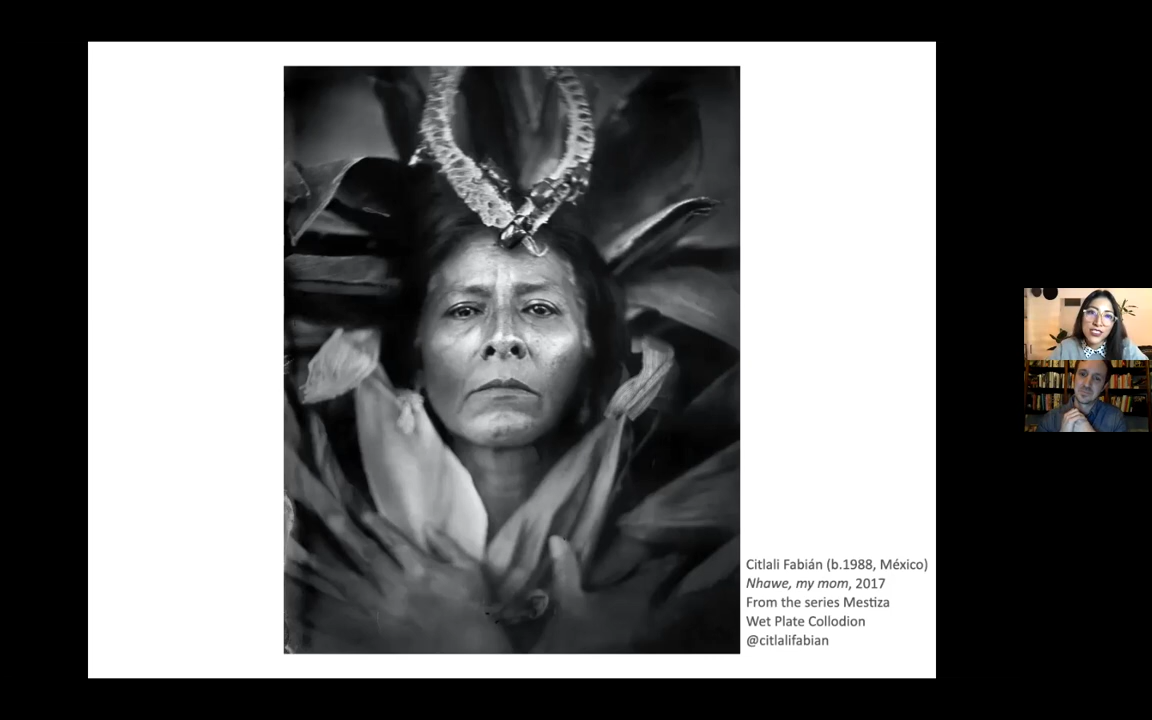 Citlali Fabián (b.1988, México)
Nhawe, my mom, 2017
From the series Mestiza
Wet Plate Collodion
@citlalifabian